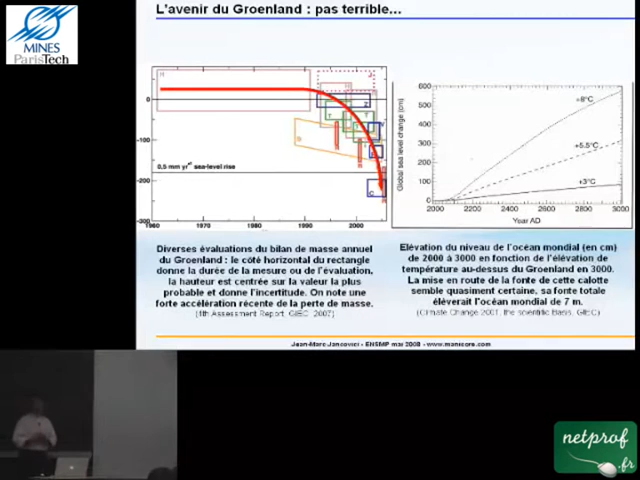 L'avenir du Groenland : pas terrible…
MINES
ParisTech
H
J
Z
T
T
V
B
C
0
-100
-200
-300
0.5 mm yr⁻¹ sea-level rise
1960 1970 1980 1990 2000
Global sea level change (cm)
600
500
400
300
200
100
0
+8°C
+5.5°C
+3°C
2000 2200 2400 2600 2800 3000
Year AD
Diverses évaluations du bilan de masse annuel
du Groenland : le côté horizontal du rectangle
donne la durée de la mesure ou de l'évaluation,
la hauteur est centrée sur la valeur la plus
probable et donne l'incertitude. On note une
forte accélération récente de la perte de masse.
(4th Assessment Report, GIEC, 2007)
Elévation du niveau de l'océan mondial (en cm)
de 2000 à 3000 en fonction de l'élévation de
température au-dessus du Groenland en 3000.
La mise en route de la fonte de cette calotte
semble quasiment certaine, sa fonte totale
élèverait l'océan mondial de 7 m.
(Climate Change 2001, the scientific Basis, GIEC)
Jean-Marc Jancovici - ENSMP mai 2008 - www.manicore.com
netprof
.fr